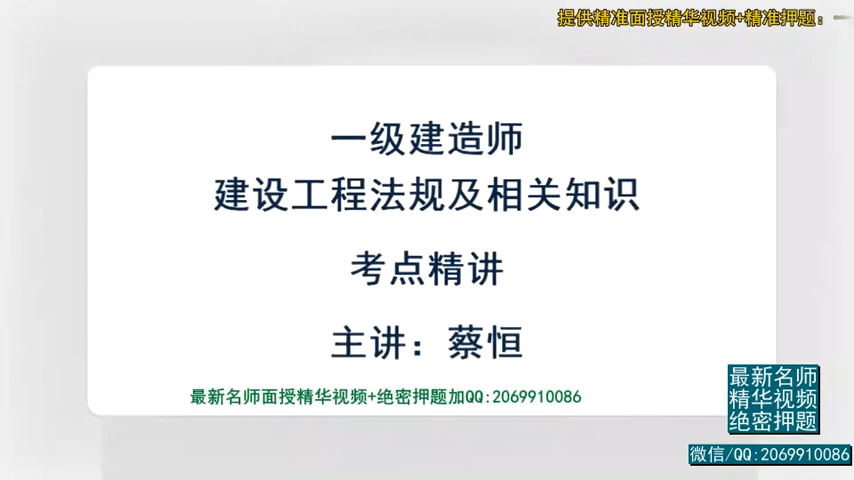 提供精准面授精华视频+精准押题：
一级建造师
建设工程法规及相关知识
考点精讲
主讲：蔡恒
最新名师面授精华视频+绝密押题加QQ:2069910086
最新名师
精华视频
绝密押题
微信/QQ:2069910086